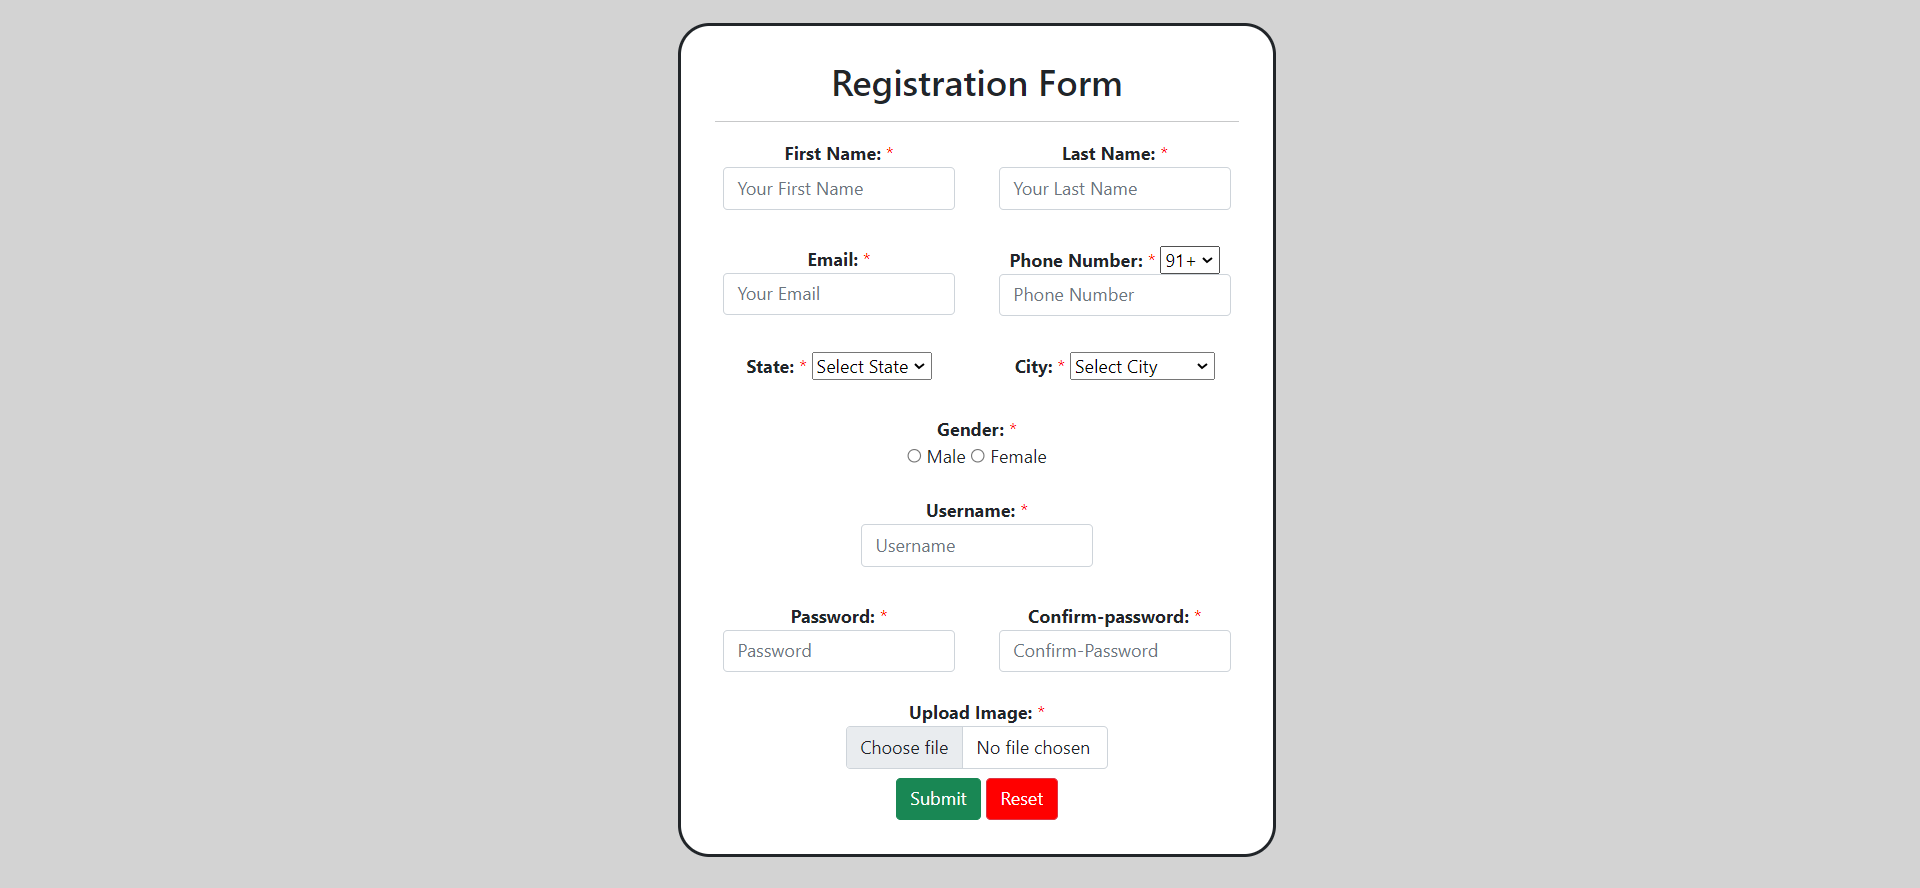 Registration Form
First Name: * Last Name: *
Your First Name Your Last Name
Email: * Phone Number: * 91+
Your Email Phone Number
State: * Select State City: * Select City
Gender: *
Male Female
Username: *
Username
Password: * Confirm-password: *
Password Confirm-Password
Upload Image: *
Choose file No file chosen
Submit Reset